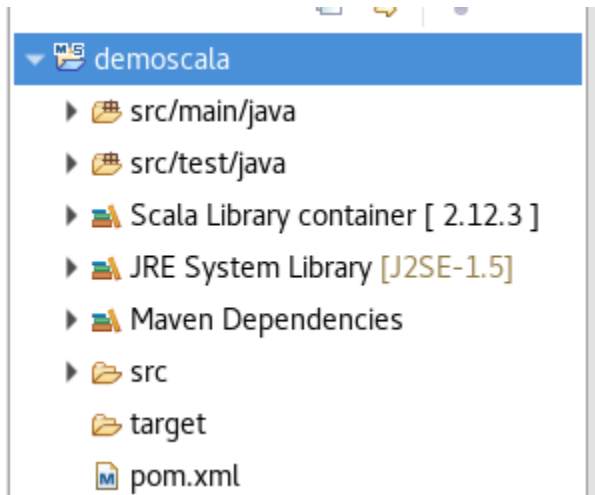 demoscala
src/main/java
src/test/java
Scala Library container [ 2.12.3 ]
JRE System Library [J2SE-1.5]
Maven Dependencies
src
target
pom.xml